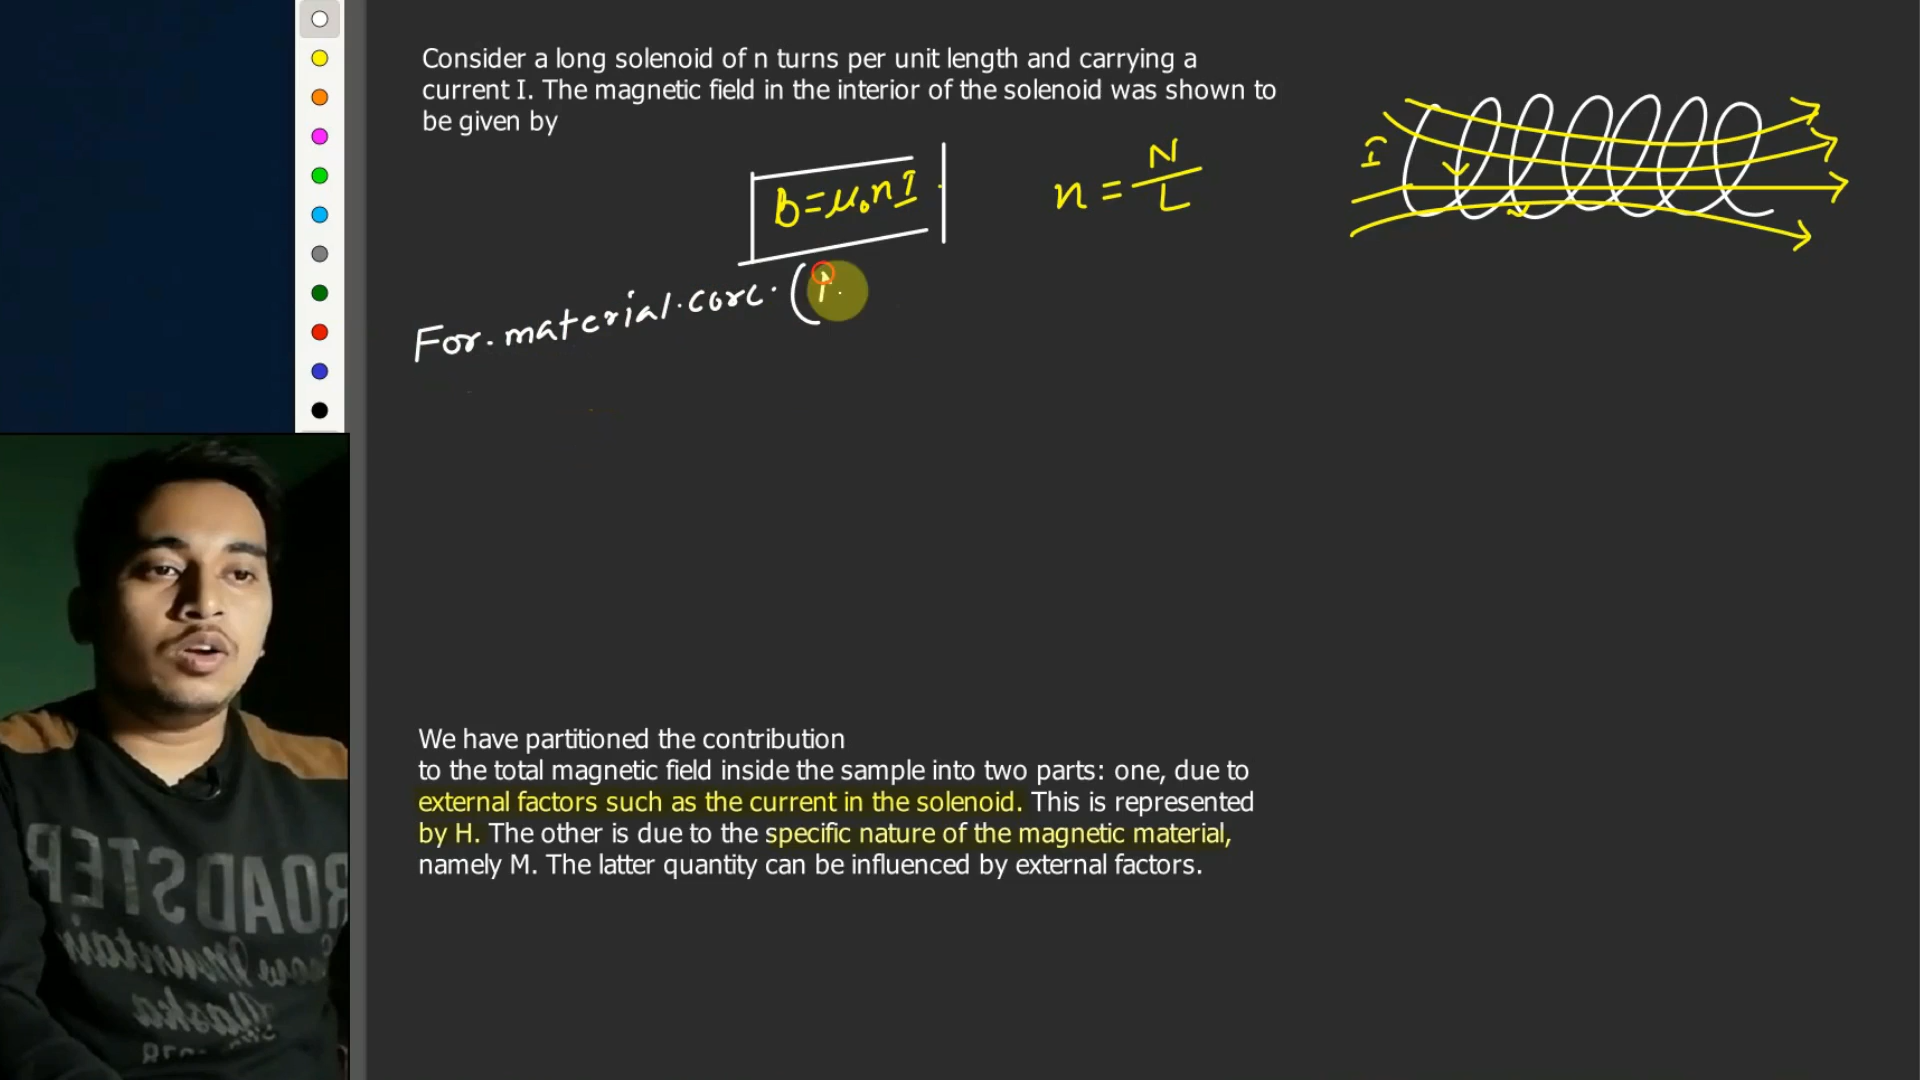 Consider a long solenoid of n turns per unit length and carrying a
current I. The magnetic field in the interior of the solenoid was shown to
be given by
B=μ₀nI
n = N/L
I
For. material. core. (
We have partitioned the contribution
to the total magnetic field inside the sample into two parts: one, due to
external factors such as the current in the solenoid. This is represented
by H. The other is due to the specific nature of the magnetic material,
namely M. The latter quantity can be influenced by external factors.
ROADSTER
Snow Mountain
Alaska